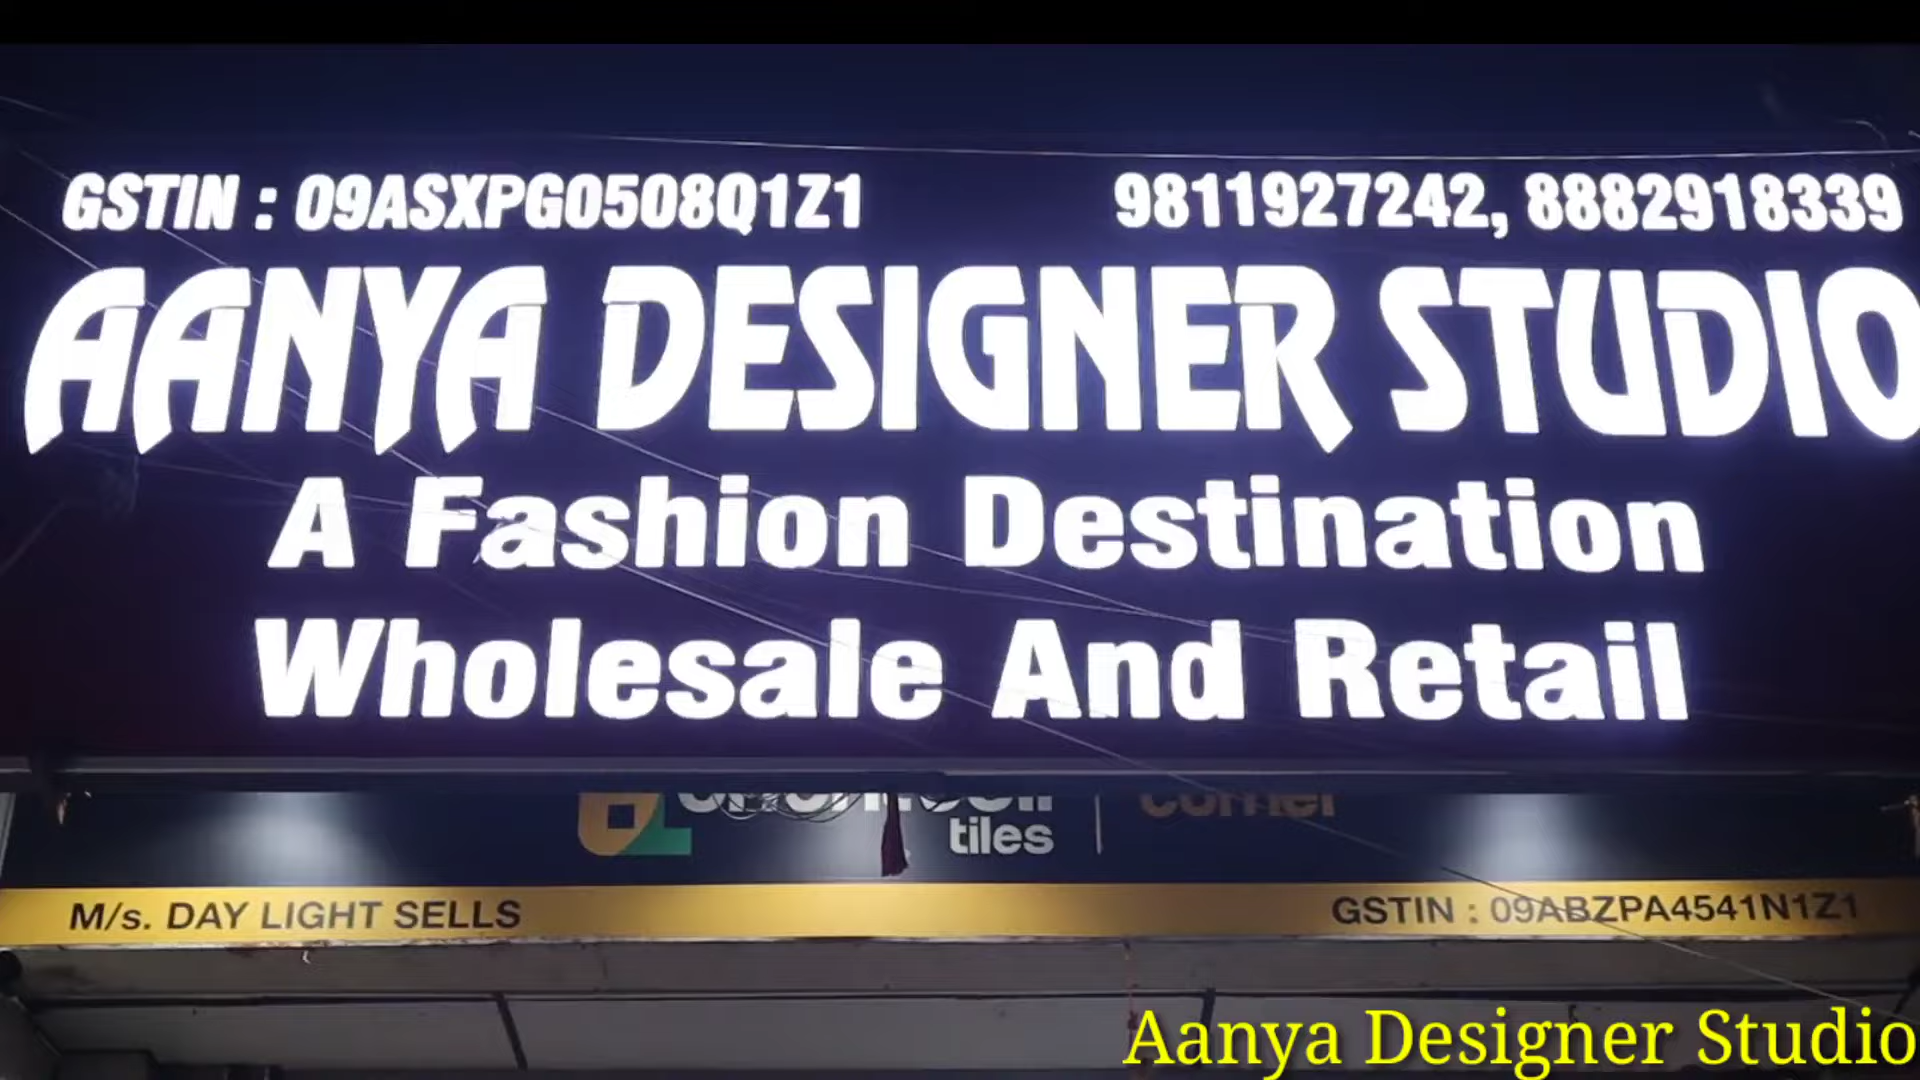 GSTIN : 09ASXPG0508Q1Z1 9811927242, 8882918339
AANYA DESIGNER STUDIO
A Fashion Destination
Wholesale And Retail
tiles
corner
M/s. DAY LIGHT SELLS GSTIN : 09ABZPA4541N1Z1
Aanya Designer Studio